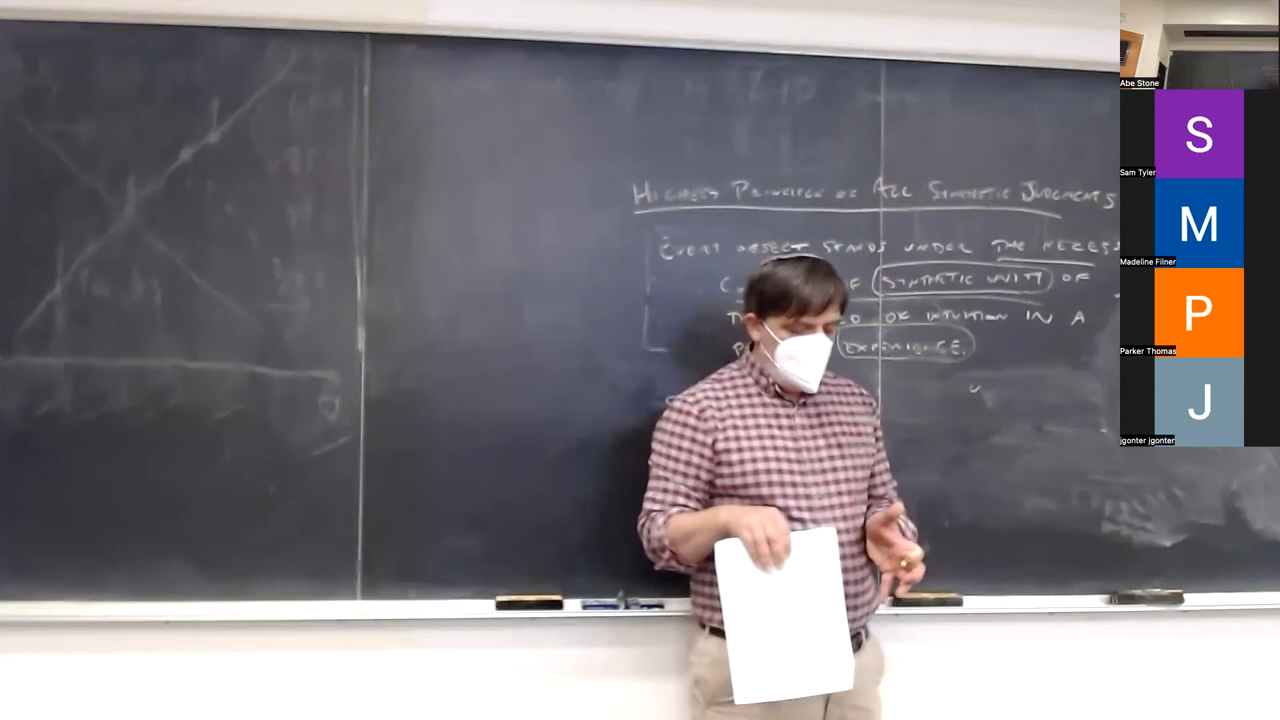 HIGHEST PRINCIPLE OF ALL SYNTHETIC JUDGMENTS
EVERY OBJECT STANDS UNDER THE NECESS
OF SYNTHETIC UNITY OF
OF INTUITION IN A
EXPERIENCE.
Abe Stone
S
Sam Tyler
M
Madeline Filner
P
Parker Thomas
J
jgonter jgonter